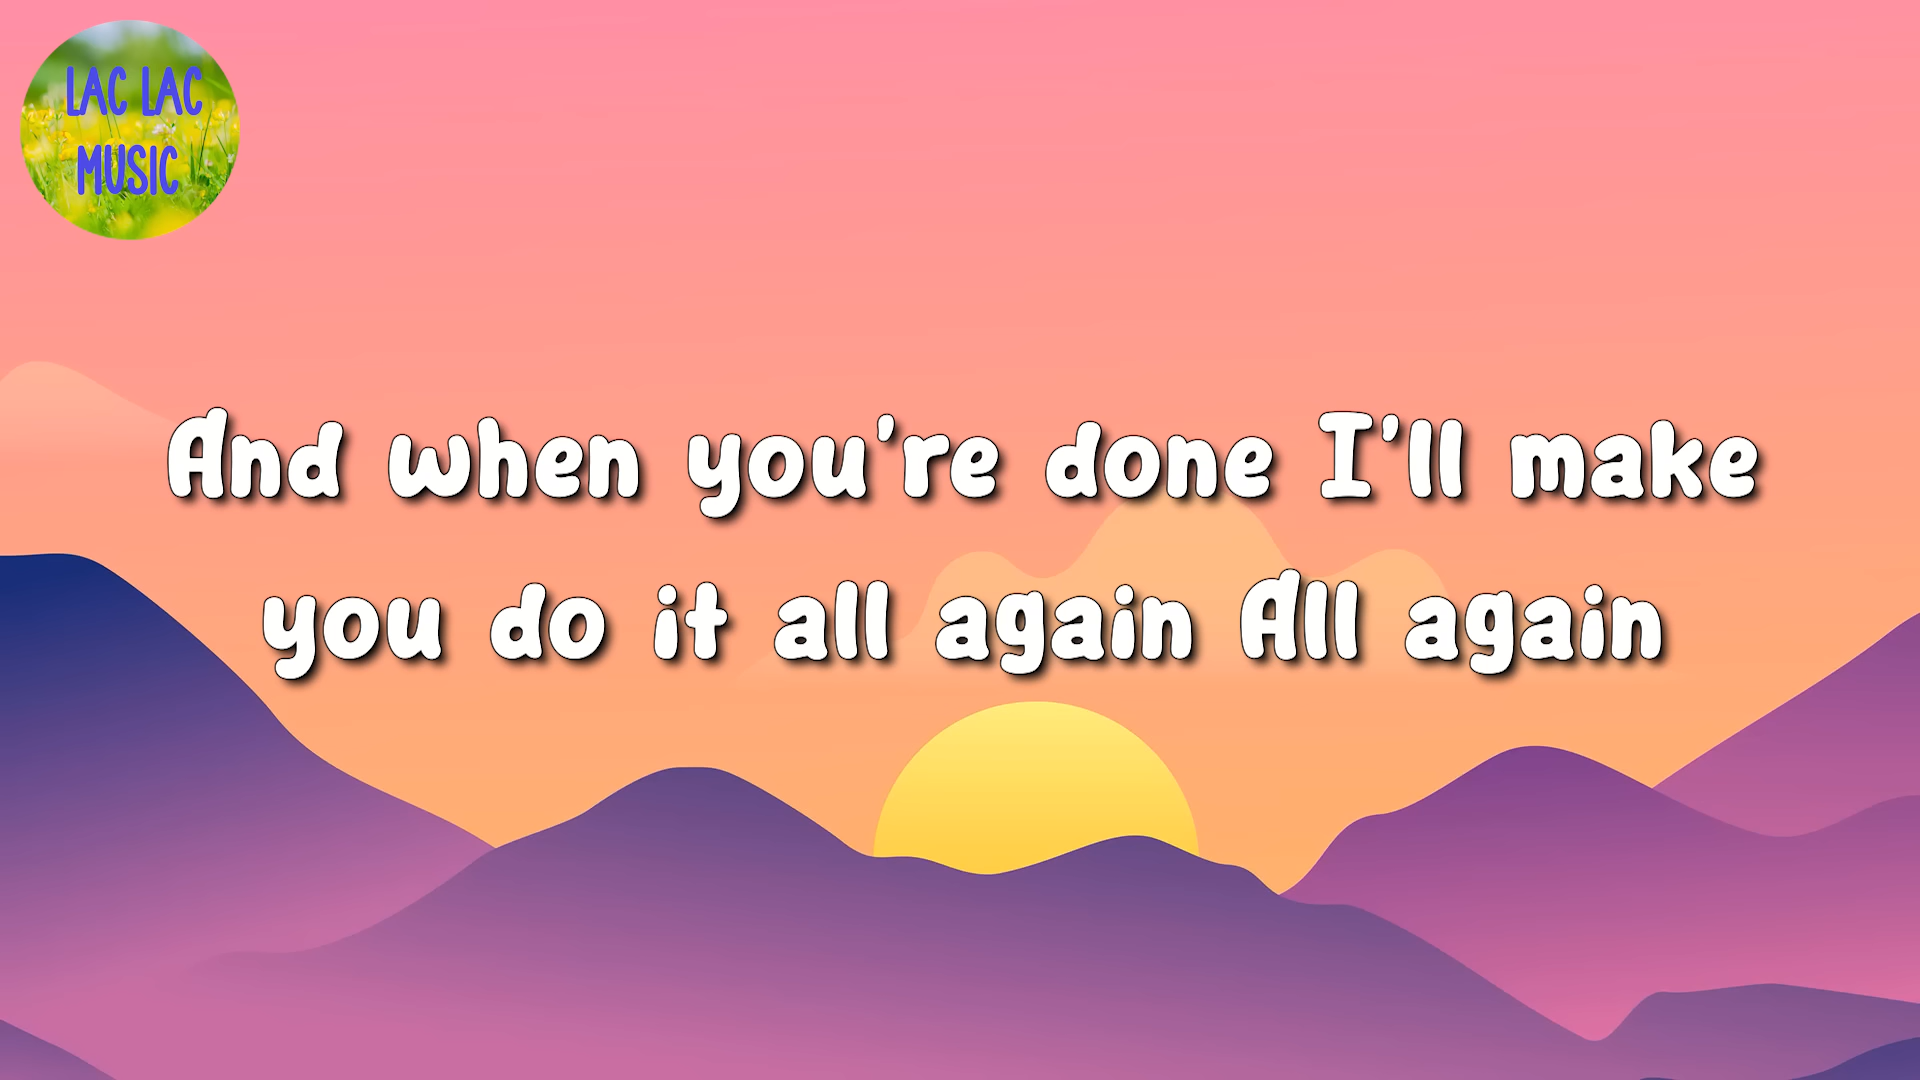 LAC LAC
MUSIC
And when you're done I'll make
you do it all again All again